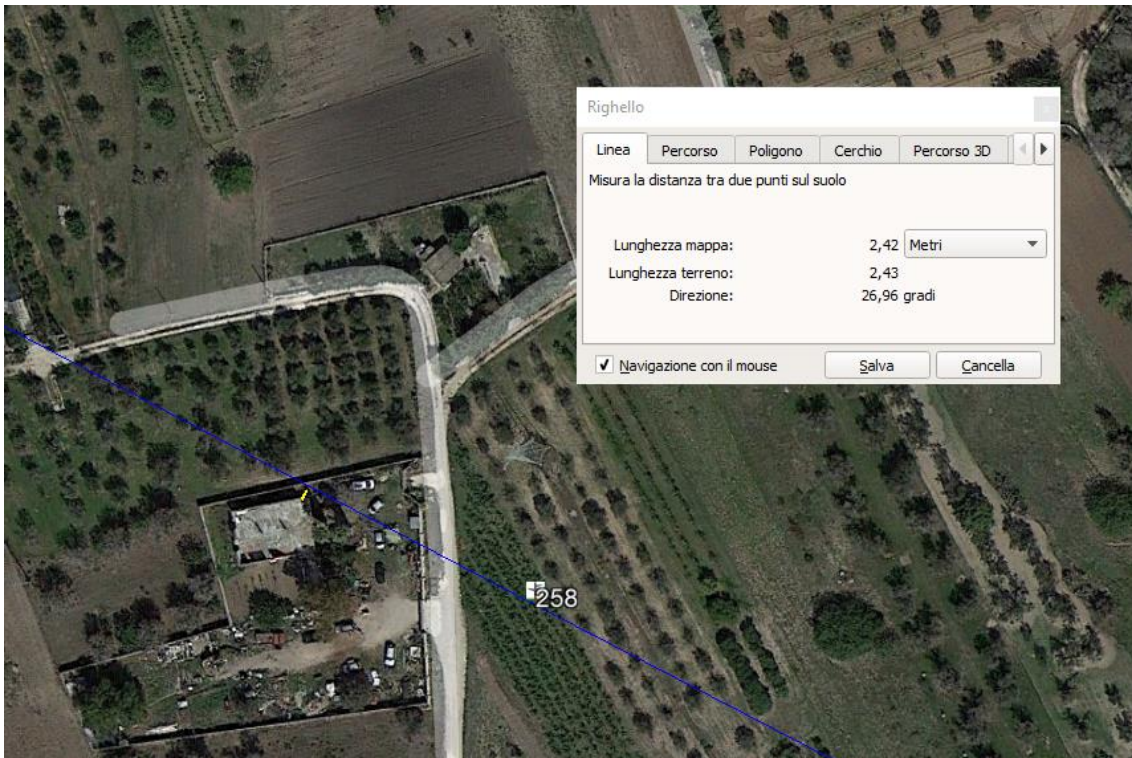 Righello
Linea
Percorso
Poligono
Cerchio
Percorso 3D
Misura la distanza tra due punti sul suolo
Lunghezza mappa: 2,42 Metri
Lunghezza terreno: 2,43
Direzione: 26,96 gradi
Navigazione con il mouse
Salva
Cancella
258